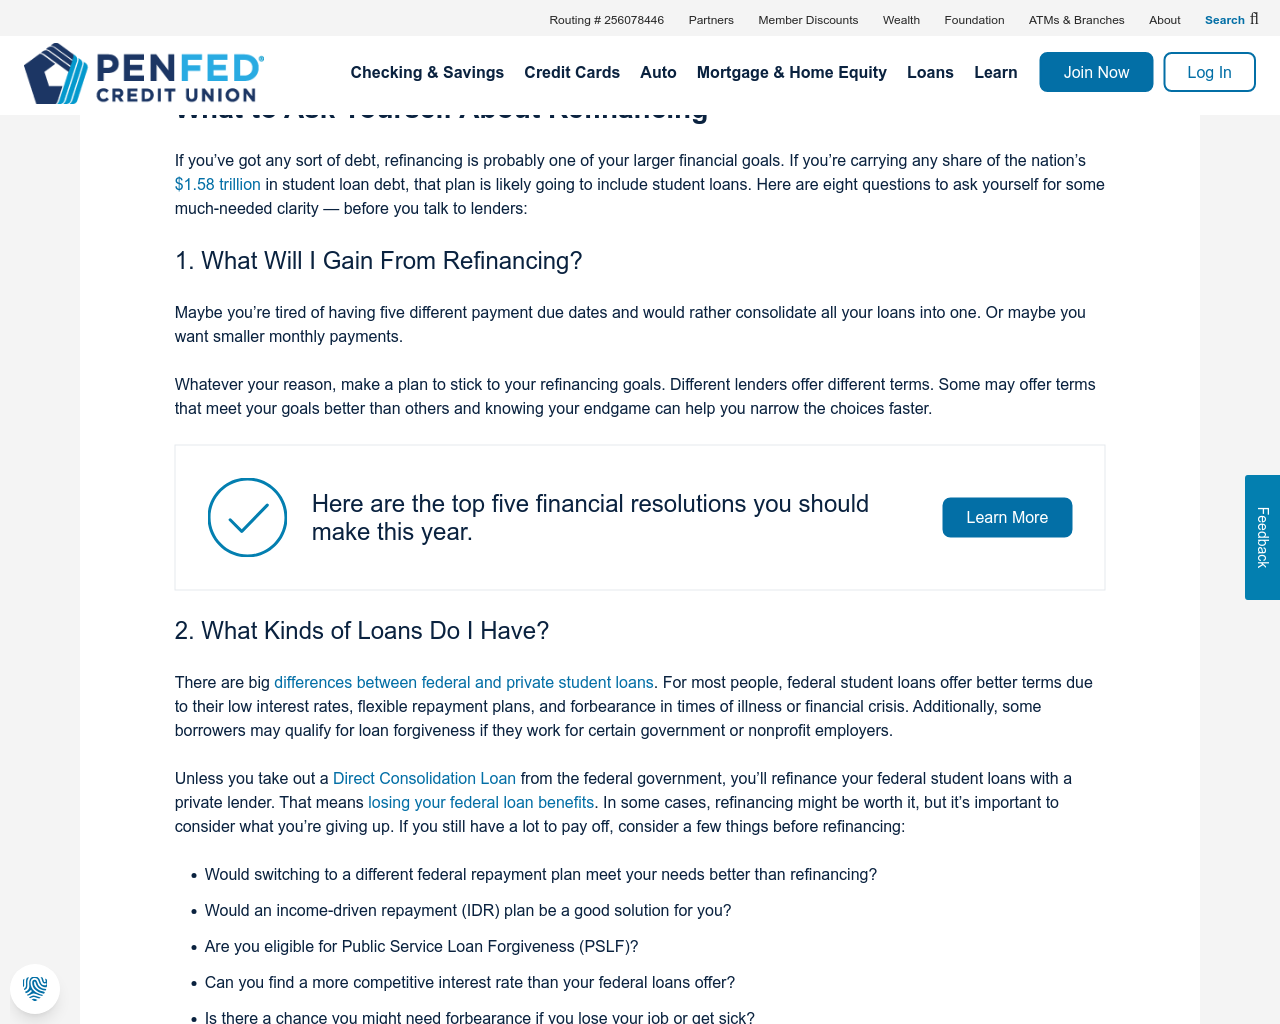 Routing # 256078446 Partners Member Discounts Wealth Foundation ATMs & Branches About Search
PENFED®
CREDIT UNION
Checking & Savings Credit Cards Auto Mortgage & Home Equity Loans Learn Join Now Log In
What to Ask Yourself About Refinancing
If you’ve got any sort of debt, refinancing is probably one of your larger financial goals. If you’re carrying any share of the nation’s
$1.58 trillion in student loan debt, that plan is likely going to include student loans. Here are eight questions to ask yourself for some
much-needed clarity — before you talk to lenders:
1. What Will I Gain From Refinancing?
Maybe you’re tired of having five different payment due dates and would rather consolidate all your loans into one. Or maybe you
want smaller monthly payments.
Whatever your reason, make a plan to stick to your refinancing goals. Different lenders offer different terms. Some may offer terms
that meet your goals better than others and knowing your endgame can help you narrow the choices faster.
Here are the top five financial resolutions you should
make this year.
Learn More
Feedback
2. What Kinds of Loans Do I Have?
There are big differences between federal and private student loans. For most people, federal student loans offer better terms due
to their low interest rates, flexible repayment plans, and forbearance in times of illness or financial crisis. Additionally, some
borrowers may qualify for loan forgiveness if they work for certain government or nonprofit employers.
Unless you take out a Direct Consolidation Loan from the federal government, you’ll refinance your federal student loans with a
private lender. That means losing your federal loan benefits. In some cases, refinancing might be worth it, but it’s important to
consider what you’re giving up. If you still have a lot to pay off, consider a few things before refinancing:
• Would switching to a different federal repayment plan meet your needs better than refinancing?
• Would an income-driven repayment (IDR) plan be a good solution for you?
• Are you eligible for Public Service Loan Forgiveness (PSLF)?
• Can you find a more competitive interest rate than your federal loans offer?
• Is there a chance you might need forbearance if you lose your job or get sick?